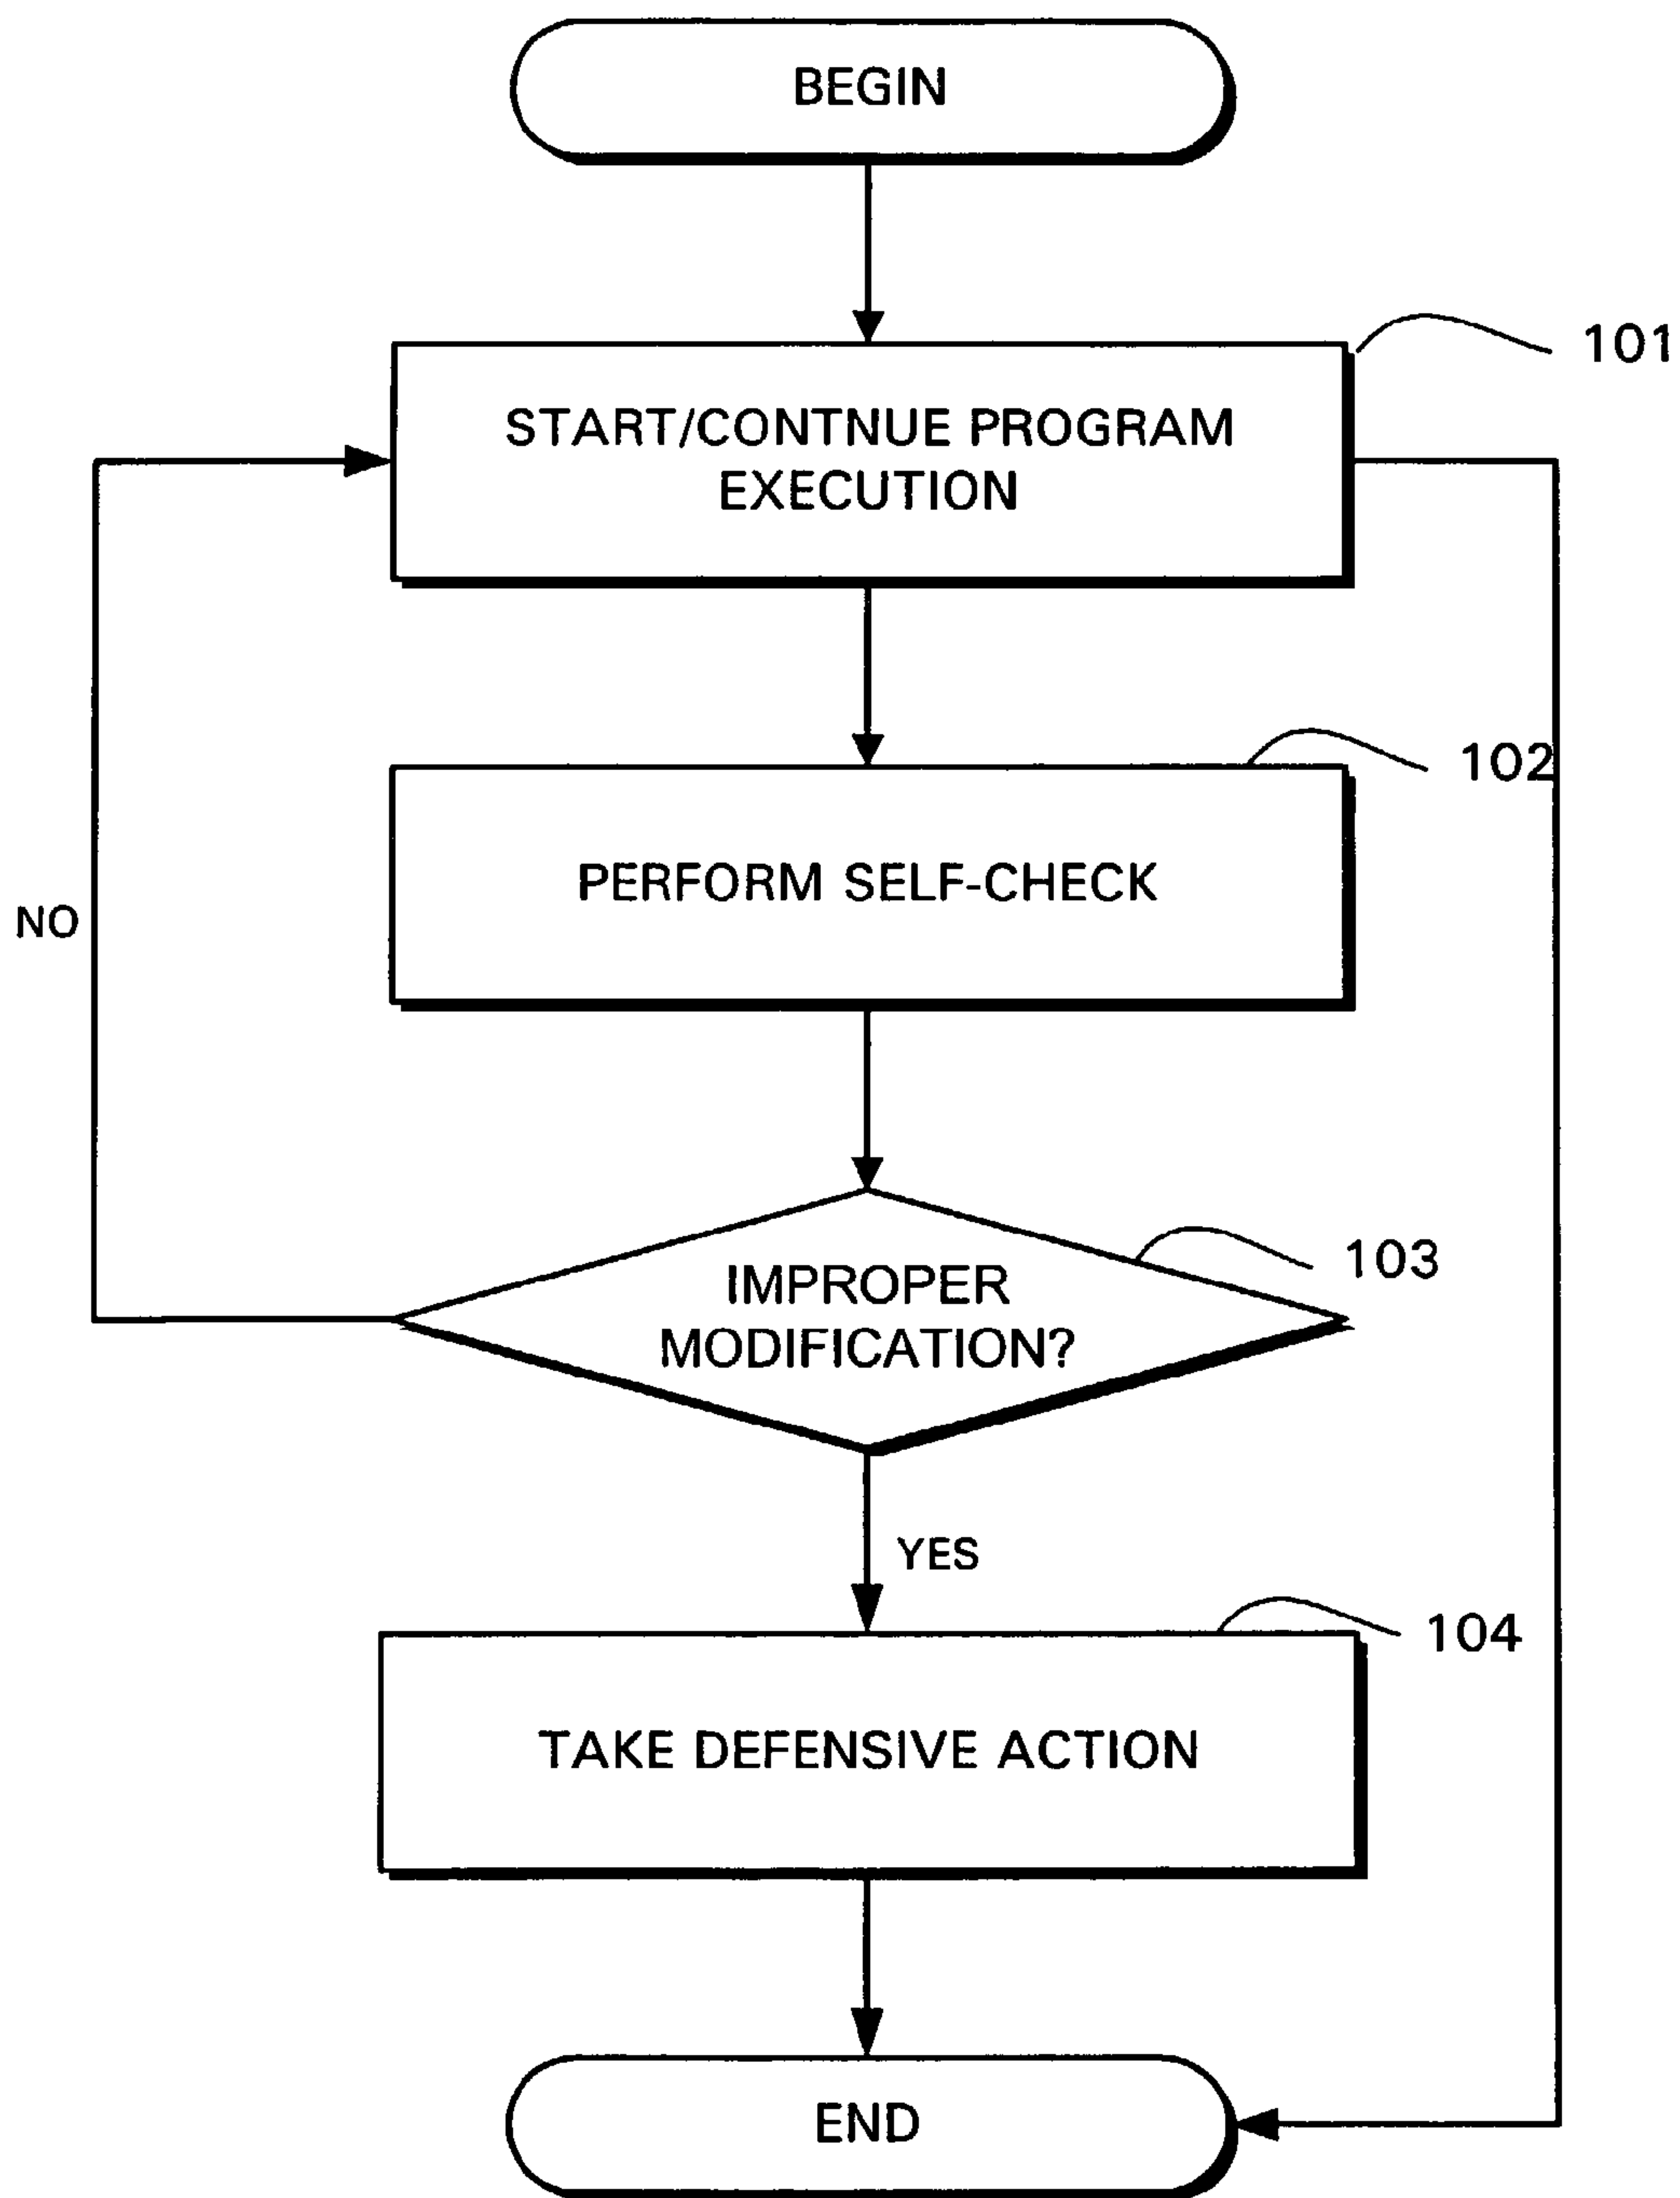 BEGIN
101
START/CONTNUE PROGRAM
EXECUTION
102
PERFORM SELF-CHECK
NO
103
IMPROPER
MODIFICATION?
YES
104
TAKE DEFENSIVE ACTION
END